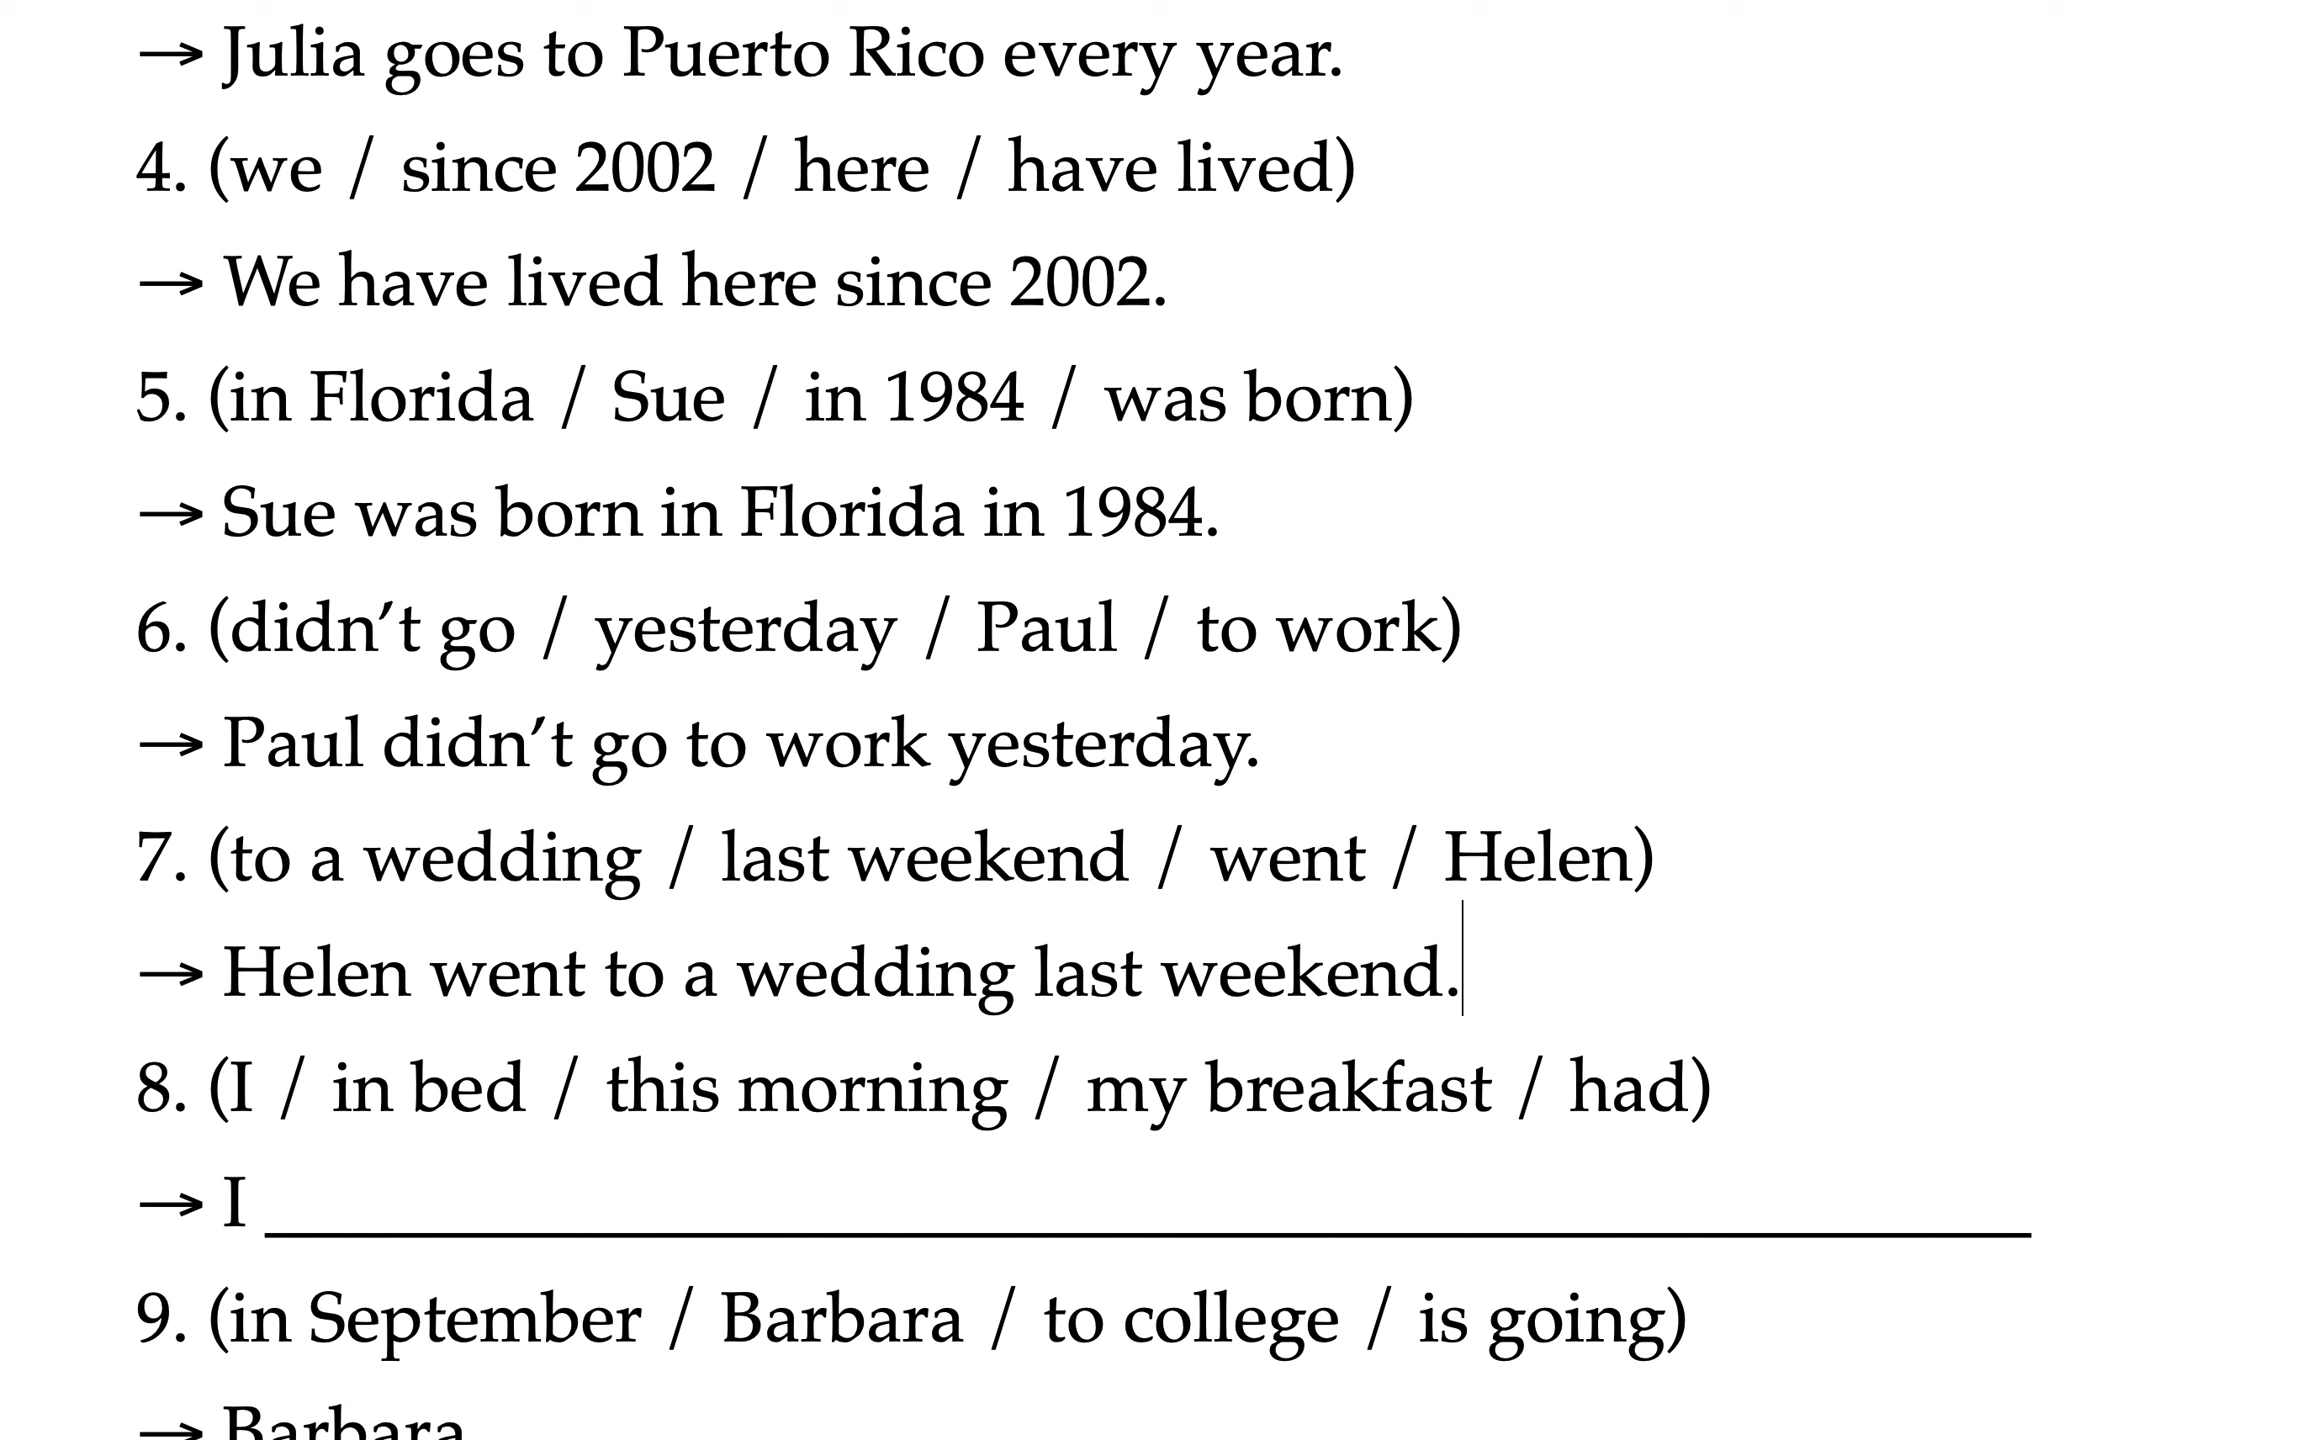 → Julia goes to Puerto Rico every year.
4. (we / since 2002 / here / have lived)
→ We have lived here since 2002.
5. (in Florida / Sue / in 1984 / was born)
→ Sue was born in Florida in 1984.
6. (didn’t go / yesterday / Paul / to work)
→ Paul didn’t go to work yesterday.
7. (to a wedding / last weekend / went / Helen)
→ Helen went to a wedding last weekend.
8. (I / in bed / this morning / my breakfast / had)
→ I
9. (in September / Barbara / to college / is going)
→ Barbara